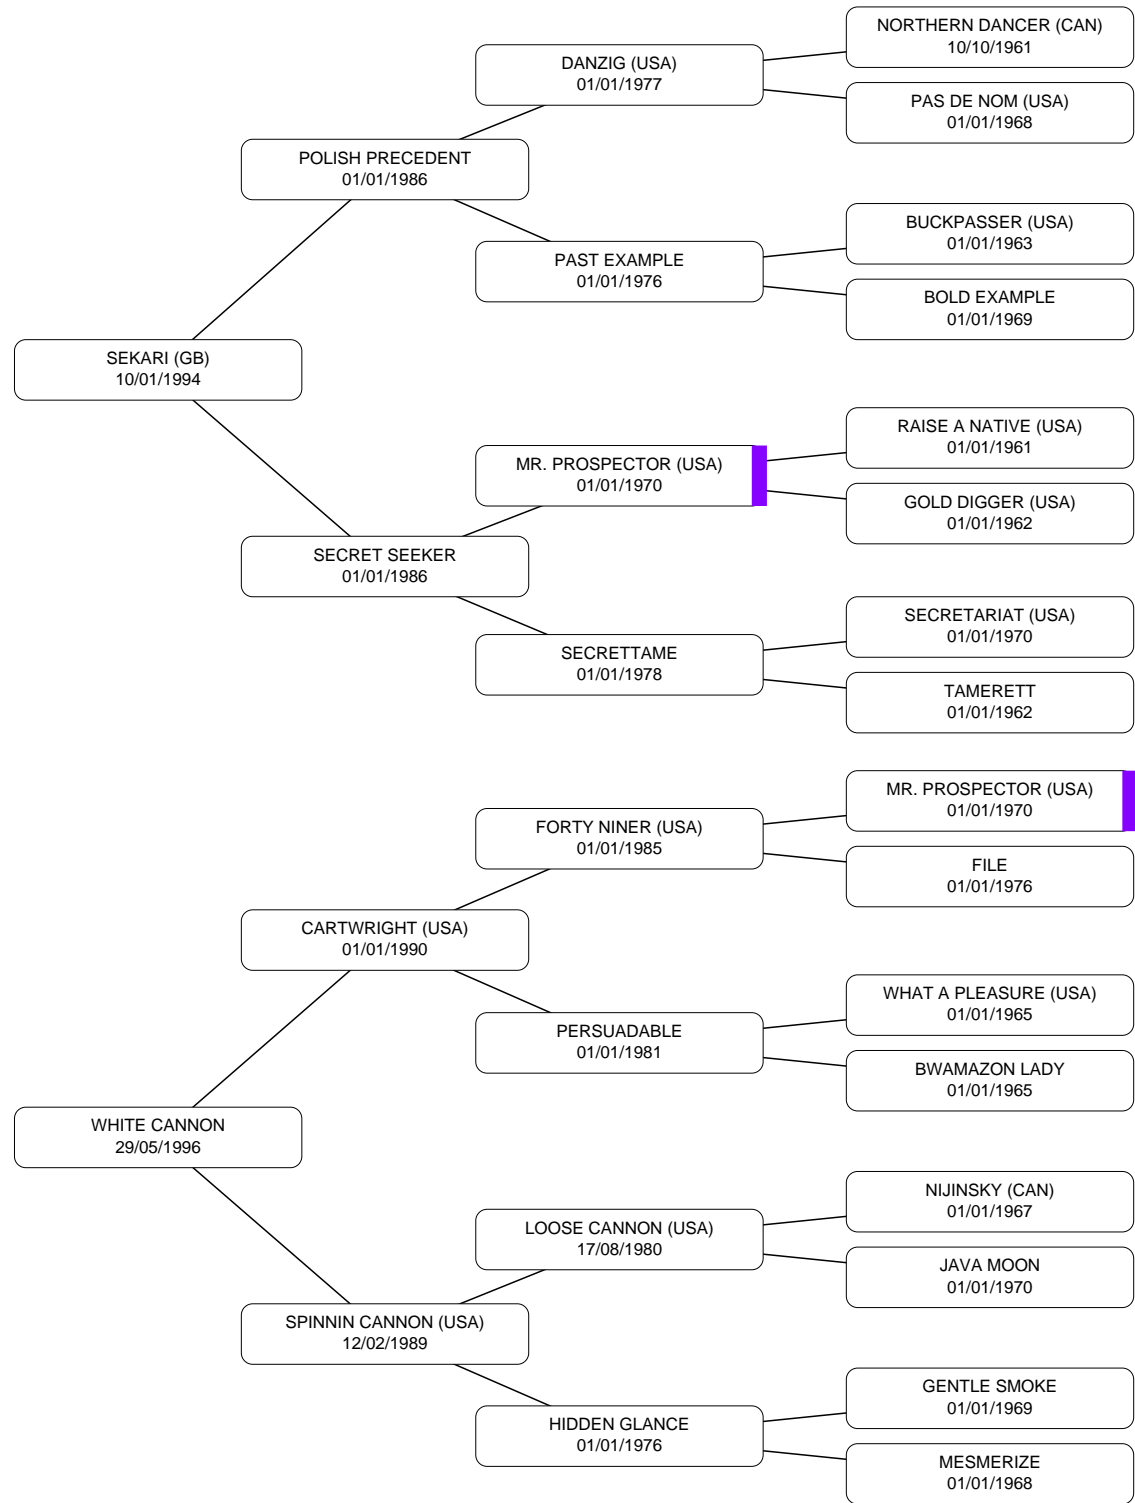 NORTHERN DANCER (CAN)
10/10/1961
DANZIG (USA)
01/01/1977
PAS DE NOM (USA)
01/01/1968
POLISH PRECEDENT
01/01/1986
BUCKPASSER (USA)
01/01/1963
PAST EXAMPLE
01/01/1976
BOLD EXAMPLE
01/01/1969
SEKARI (GB)
10/01/1994
RAISE A NATIVE (USA)
01/01/1961
MR. PROSPECTOR (USA)
01/01/1970
GOLD DIGGER (USA)
01/01/1962
SECRET SEEKER
01/01/1986
SECRETARIAT (USA)
01/01/1970
SECRETTAME
01/01/1978
TAMERETT
01/01/1962
MR. PROSPECTOR (USA)
01/01/1970
FORTY NINER (USA)
01/01/1985
FILE
01/01/1976
CARTWRIGHT (USA)
01/01/1990
WHAT A PLEASURE (USA)
01/01/1965
PERSUADABLE
01/01/1981
BWAMAZON LADY
01/01/1965
WHITE CANNON
29/05/1996
NIJINSKY (CAN)
01/01/1967
LOOSE CANNON (USA)
17/08/1980
JAVA MOON
01/01/1970
SPINNIN CANNON (USA)
12/02/1989
GENTLE SMOKE
01/01/1969
HIDDEN GLANCE
01/01/1976
MESMERIZE
01/01/1968